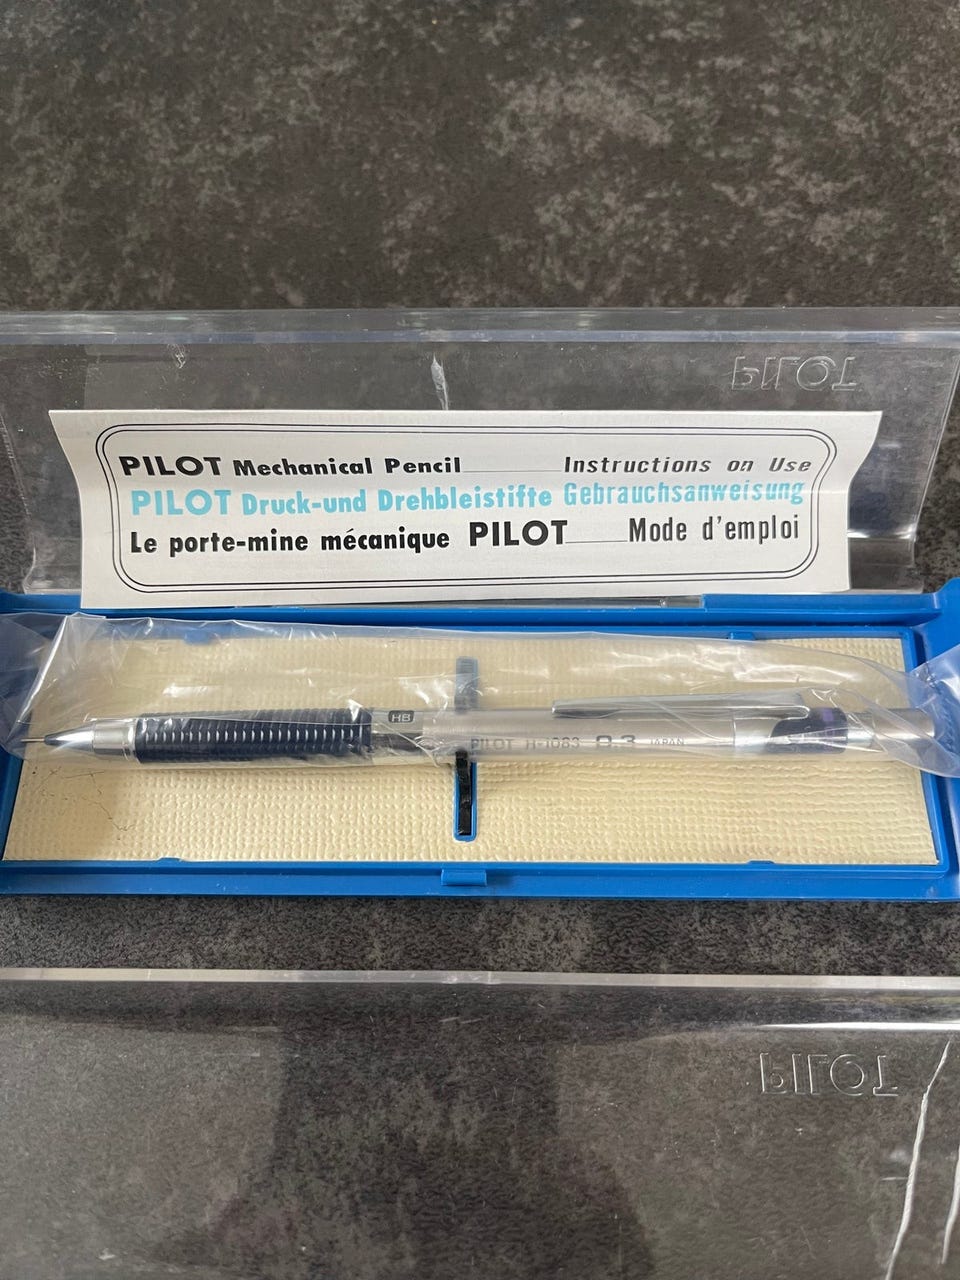 PILOT
PILOT Mechanical Pencil Instructions on Use
PILOT Druck-und Drehbleistifte Gebrauchsanweisung
Le porte-mine mécanique PILOT Mode d'emploi
HB
PILOT H-1083 0.3 JAPAN
PILOT